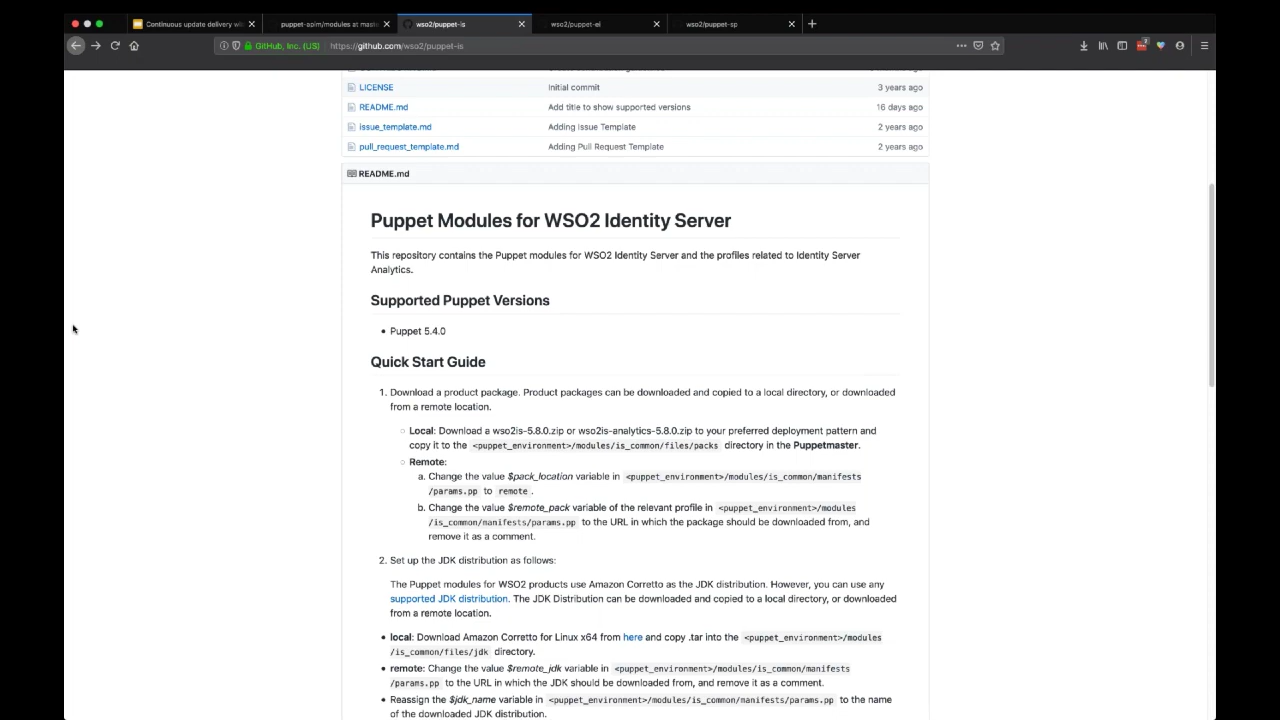 Continuous update delivery wi
puppet-apim/modules at maste
wso2/puppet-is
wso2/puppet-ei
wso2/puppet-sp
GitHub, Inc. (US)
https://github.com/wso2/puppet-is
LICENSE Initial commit 3 years ago
README.md Add title to show supported versions 16 days ago
issue_template.md Adding Issue Template 2 years ago
pull_request_template.md Adding Pull Request Template 2 years ago
README.md
Puppet Modules for WSO2 Identity Server
This repository contains the Puppet modules for WSO2 Identity Server and the profiles related to Identity Server
Analytics.
Supported Puppet Versions
• Puppet 5.4.0
Quick Start Guide
1. Download a product package. Product packages can be downloaded and copied to a local directory, or downloaded
from a remote location.
○ Local: Download a wso2is-5.8.0.zip or wso2is-analytics-5.8.0.zip to your preferred deployment pattern and
copy it to the <puppet_environment>/modules/is_common/files/packs directory in the Puppetmaster.
○ Remote:
a. Change the value $pack_location variable in <puppet_environment>/modules/is_common/manifests
/params.pp to remote .
b. Change the value $remote_pack variable of the relevant profile in <puppet_environment>/modules
/is_common/manifests/params.pp to the URL in which the package should be downloaded from, and
remove it as a comment.
2. Set up the JDK distribution as follows:
The Puppet modules for WSO2 products use Amazon Corretto as the JDK distribution. However, you can use any
supported JDK distribution. The JDK Distribution can be downloaded and copied to a local directory, or downloaded
from a remote location.
• local: Download Amazon Corretto for Linux x64 from here and copy .tar into the <puppet_environment>/modules
/is_common/files/jdk directory.
• remote: Change the value $remote_jdk variable in <puppet_environment>/modules/is_common/manifests
/params.pp to the URL in which the JDK should be downloaded from, and remove it as a comment.
• Reassign the $jdk_name variable in <puppet_environment>/modules/is_common/manifests/params.pp to the name
of the downloaded JDK distribution.